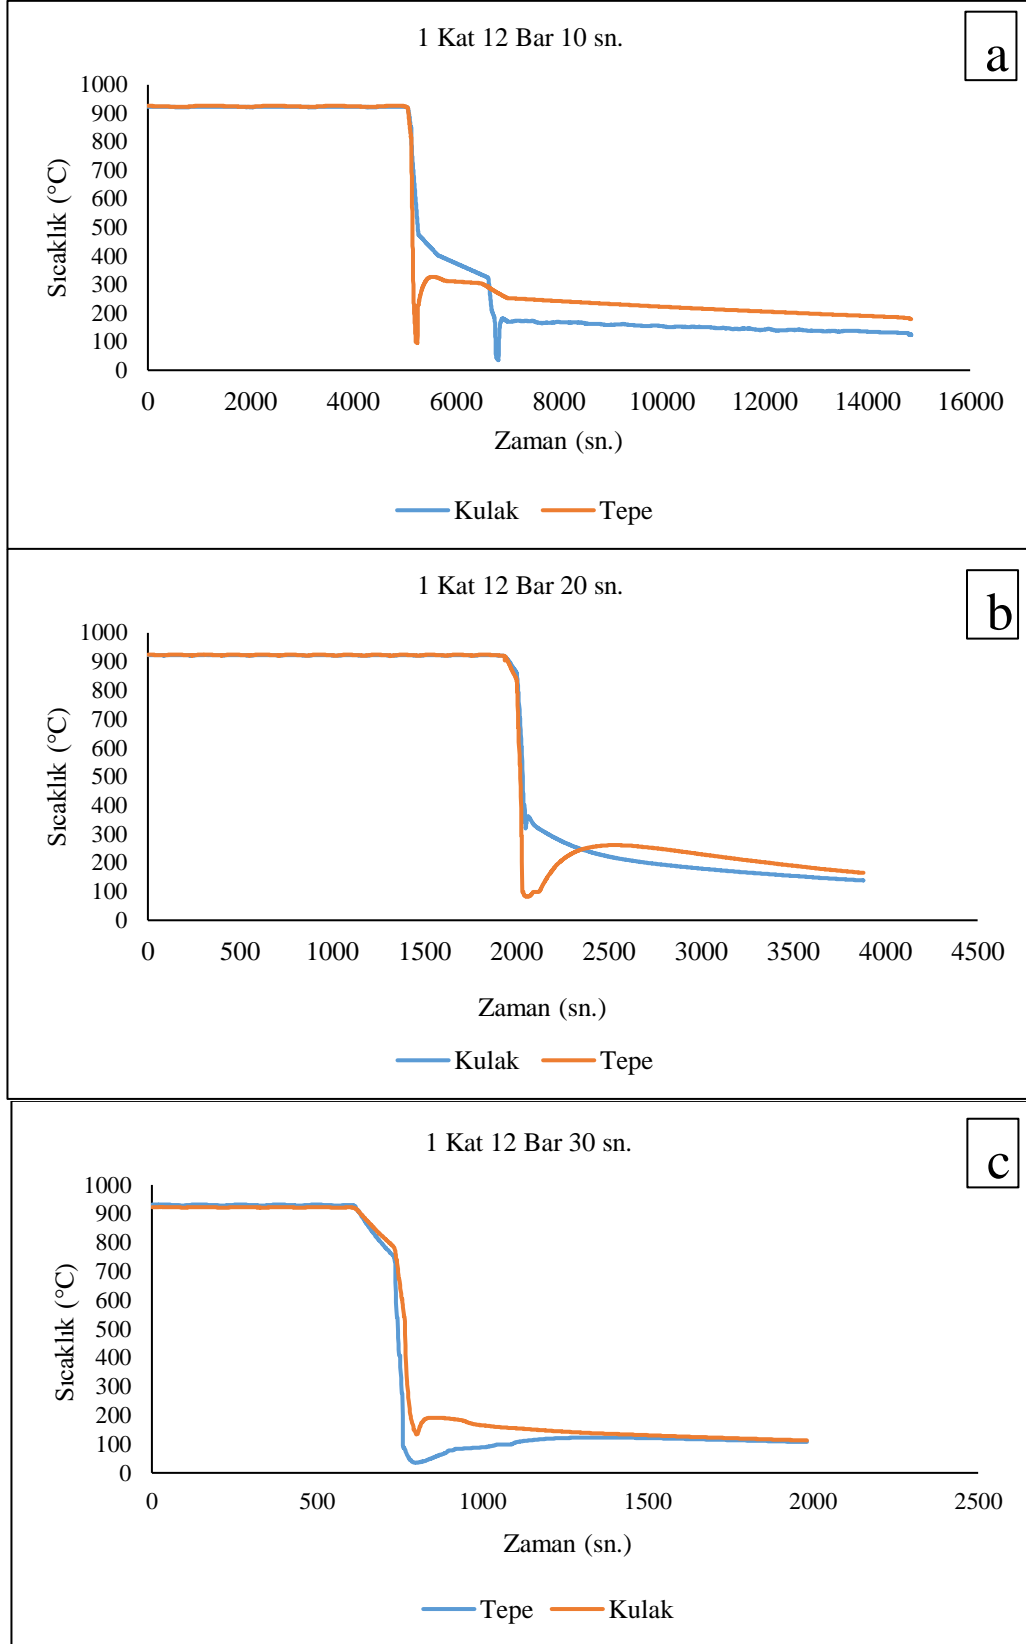 1 Kat 12 Bar 10 sn.
a
1000
900
800
700
600
500
400
300
200
100
0
Sıcaklık (°C)
0 2000 4000 6000 8000 10000 12000 14000 16000
Zaman (sn.)
Kulak Tepe
1 Kat 12 Bar 20 sn.
b
1000
900
800
700
600
500
400
300
200
100
0
Sıcaklık (°C)
0 500 1000 1500 2000 2500 3000 3500 4000 4500
Zaman (sn.)
Kulak Tepe
1 Kat 12 Bar 30 sn.
c
1000
900
800
700
600
500
400
300
200
100
0
Sıcaklık (°C)
0 500 1000 1500 2000 2500
Zaman (sn.)
Tepe Kulak